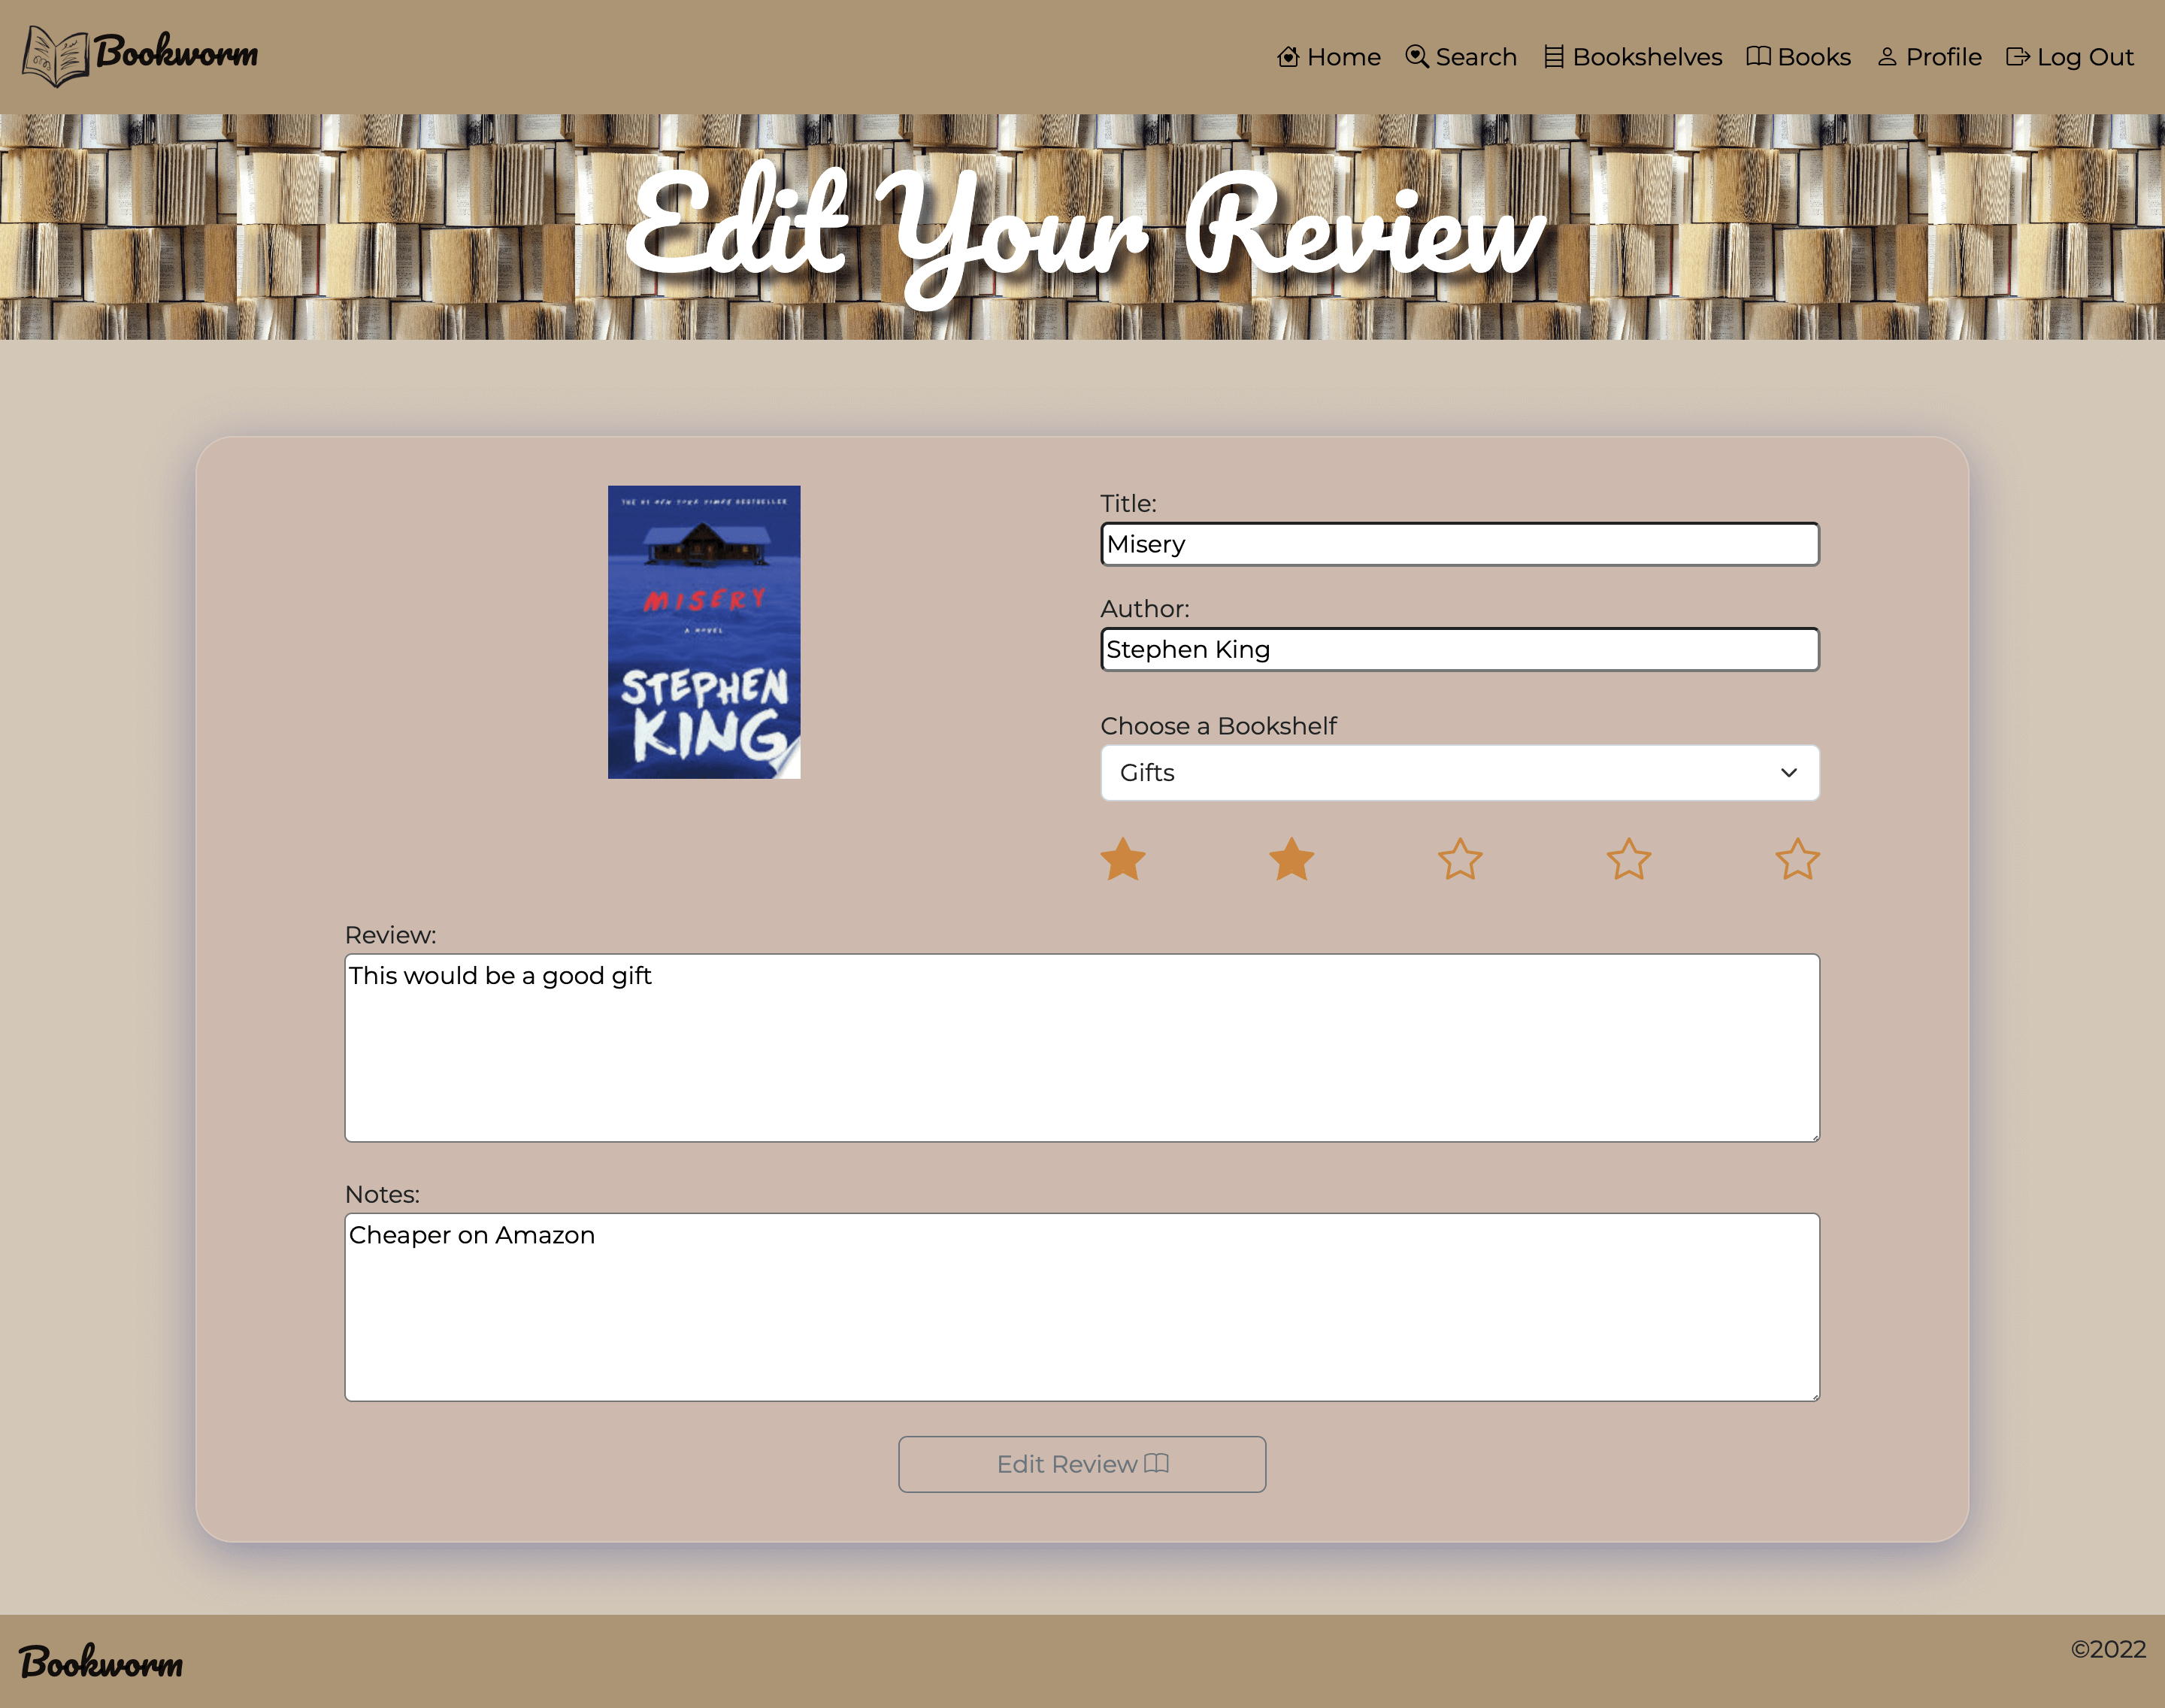 Bookworm
Home Search Bookshelves Books Profile Log Out
Edit Your Review
THE #1 NEW YORK TIMES BESTSELLER
MISERY
A NOVEL
STEPHEN
KING
Title:
Misery
Author:
Stephen King
Choose a Bookshelf
Gifts
Review:
This would be a good gift
Notes:
Cheaper on Amazon
Edit Review
Bookworm
©2022